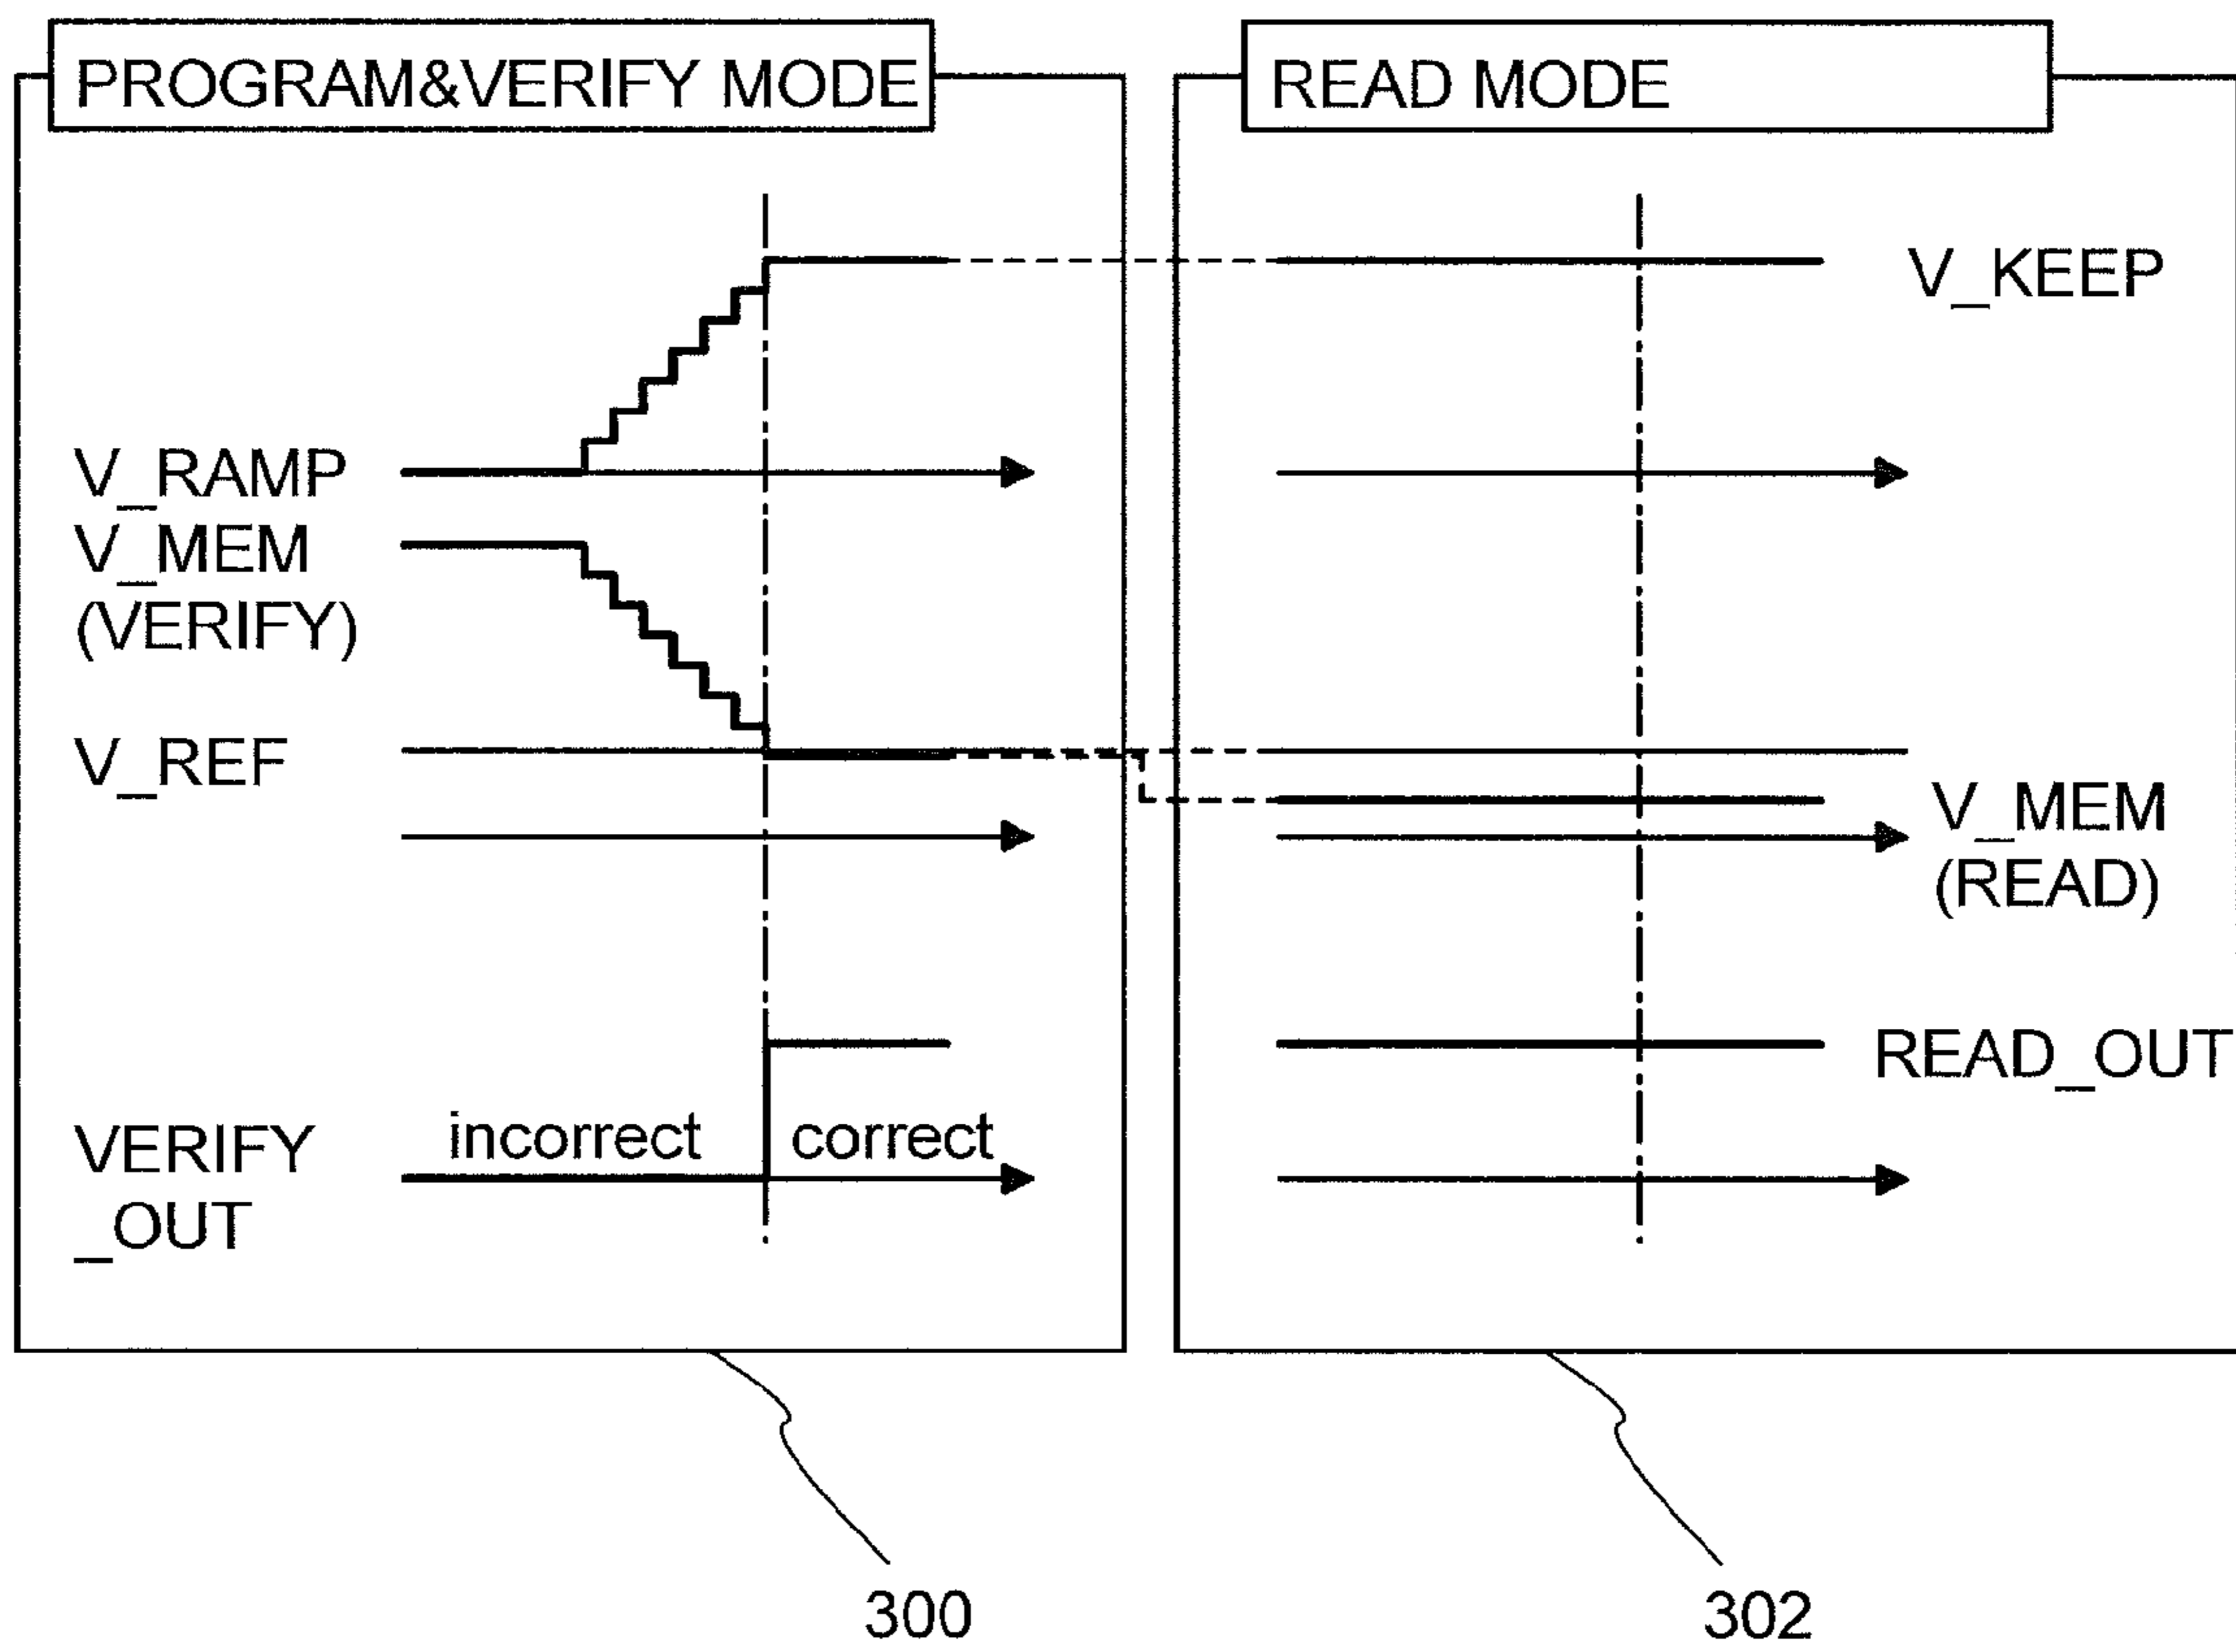 PROGRAM&VERIFY MODE
READ MODE
V_KEEP
V_RAMP
V_MEM
(VERIFY)
V_REF
V_MEM
(READ)
READ_OUT
incorrect
correct
VERIFY
_OUT
300
302